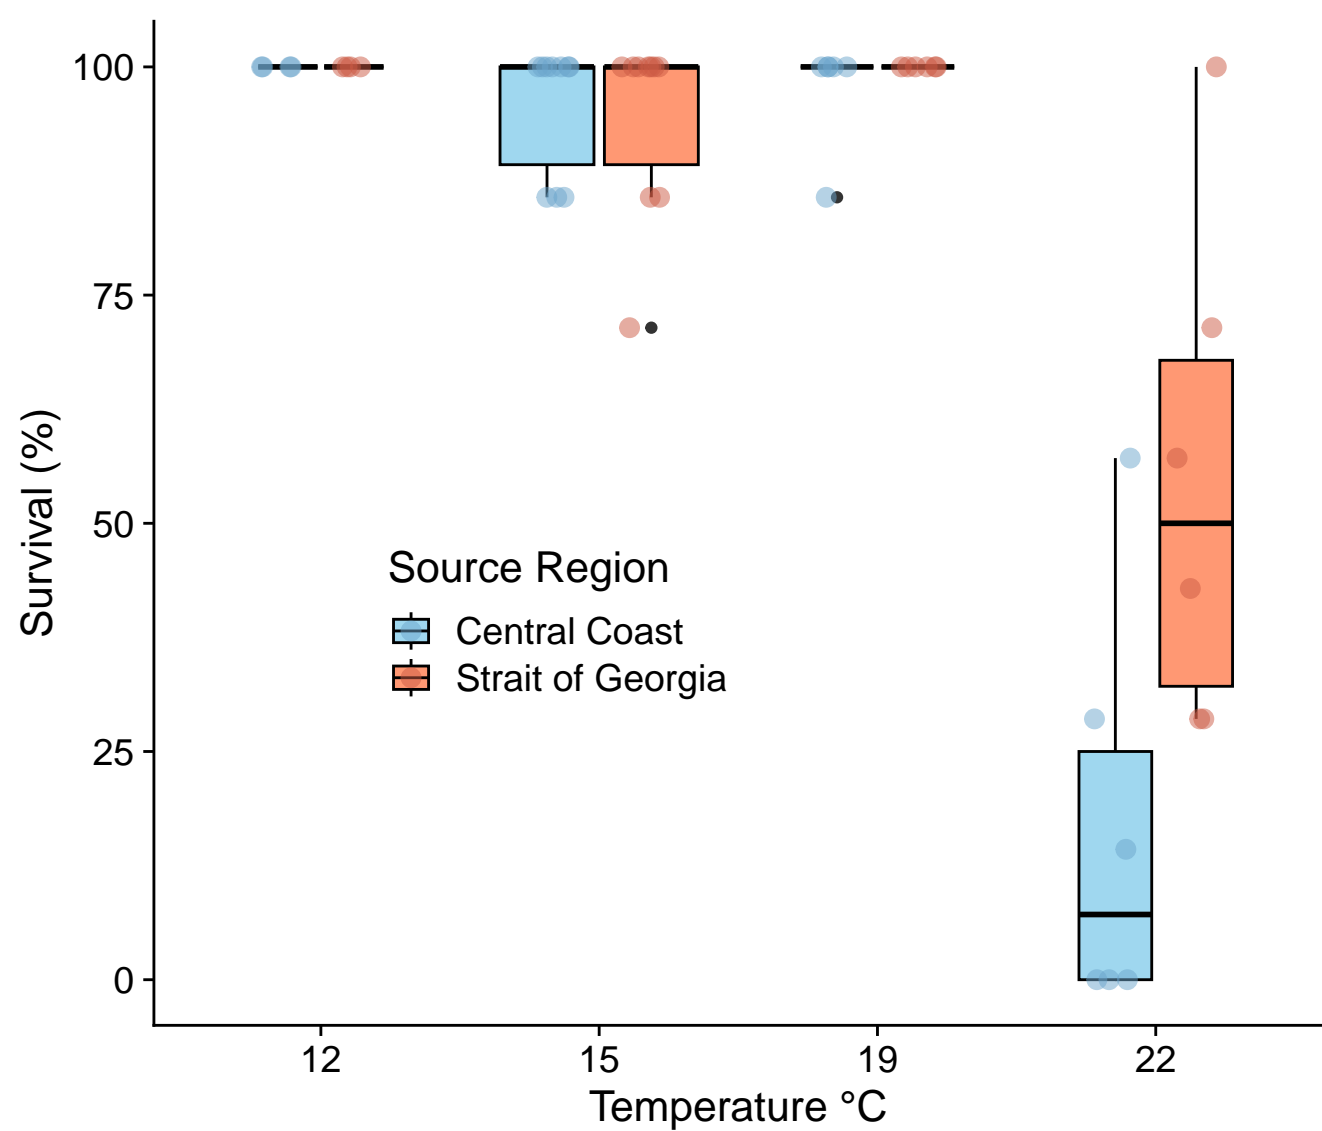 100
75
50
25
0
Survival (%)
Source Region
Central Coast
Strait of Georgia
12 15 19 22
Temperature °C